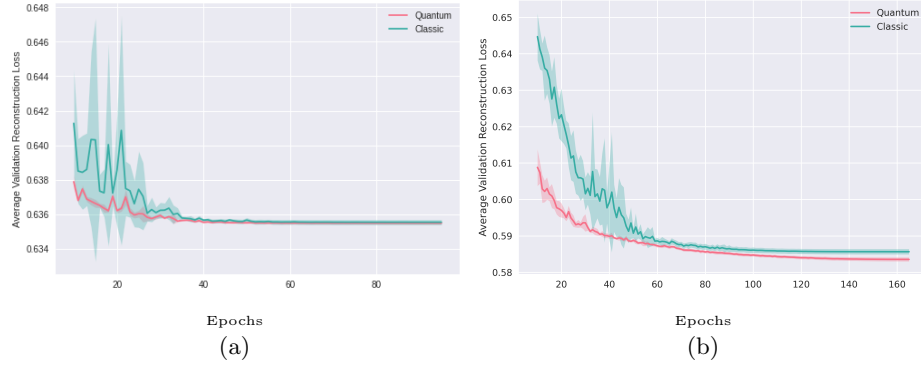 0.648
0.646
0.644
0.642
0.640
0.638
0.636
0.634
Average Validation Reconstruction Loss
Quantum
Classic
20
40
60
80
Epochs
(a)
0.65
0.64
0.63
0.62
0.61
0.60
0.59
0.58
Average Validation Reconstruction Loss
Quantum
Classic
20
40
60
80
100
120
140
160
Epochs
(b)